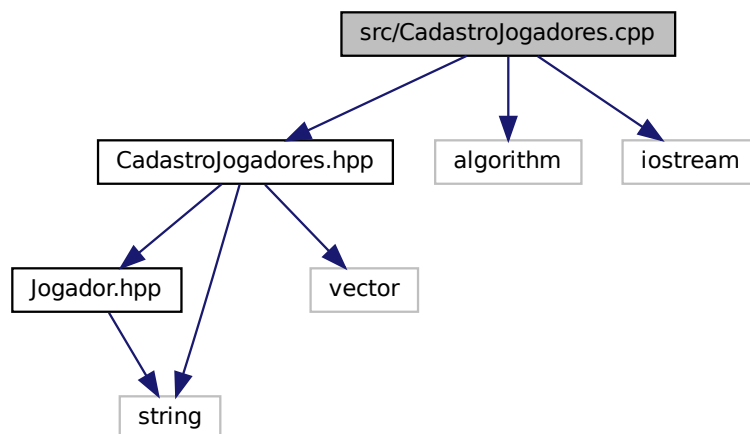 src/CadastroJogadores.cpp
CadastroJogadores.hpp
algorithm
iostream
Jogador.hpp
vector
string